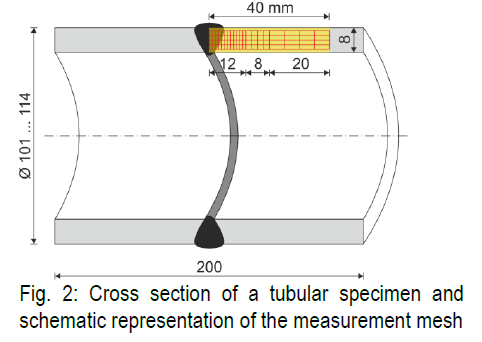 40 mm
8
12 8 20
Ø 101 ... 114
200
Fig. 2: Cross section of a tubular specimen and
schematic representation of the measurement mesh